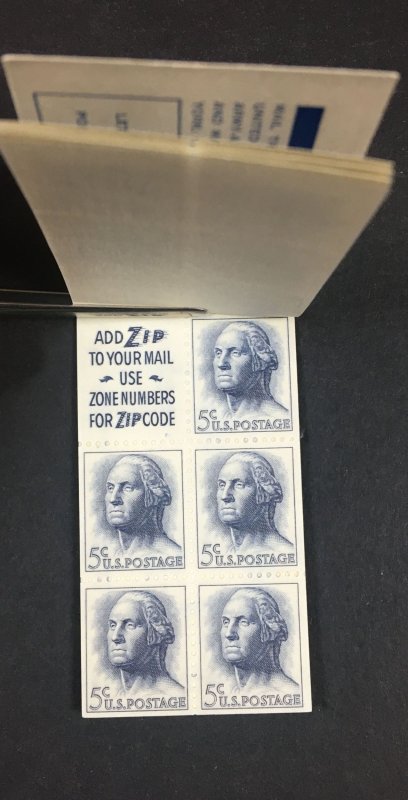 ADD ZIP
TO YOUR MAIL
USE
ZONE NUMBERS
FOR ZIP CODE
5c U.S. POSTAGE
5c U.S. POSTAGE
5c U.S. POSTAGE
5c U.S. POSTAGE
5c U.S. POSTAGE